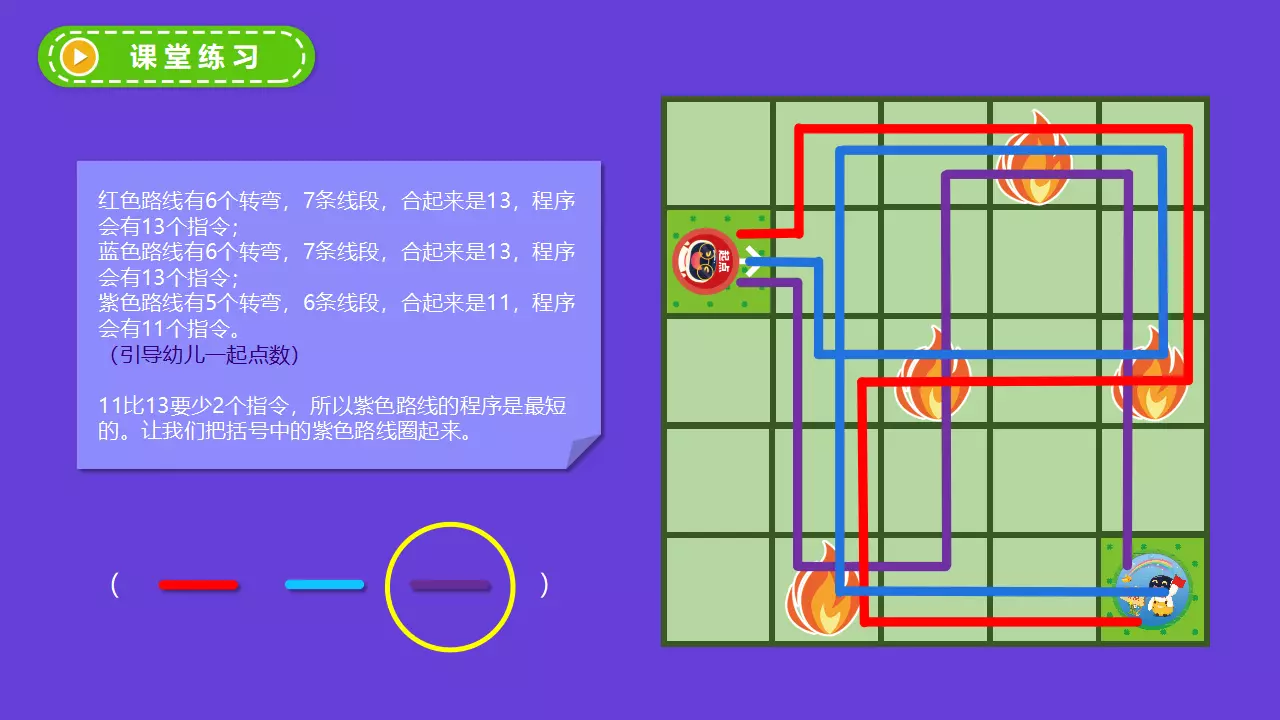 课堂练习
红色路线有6个转弯，7条线段，合起来是13，程序
会有13个指令；
蓝色路线有6个转弯，7条线段，合起来是13，程序
会有13个指令；
紫色路线有5个转弯，6条线段，合起来是11，程序
会有11个指令。
（引导幼儿一起点数）
11比13要少2个指令，所以紫色路线的程序是最短
的。让我们把括号中的紫色路线圈起来。
起点
（ ）